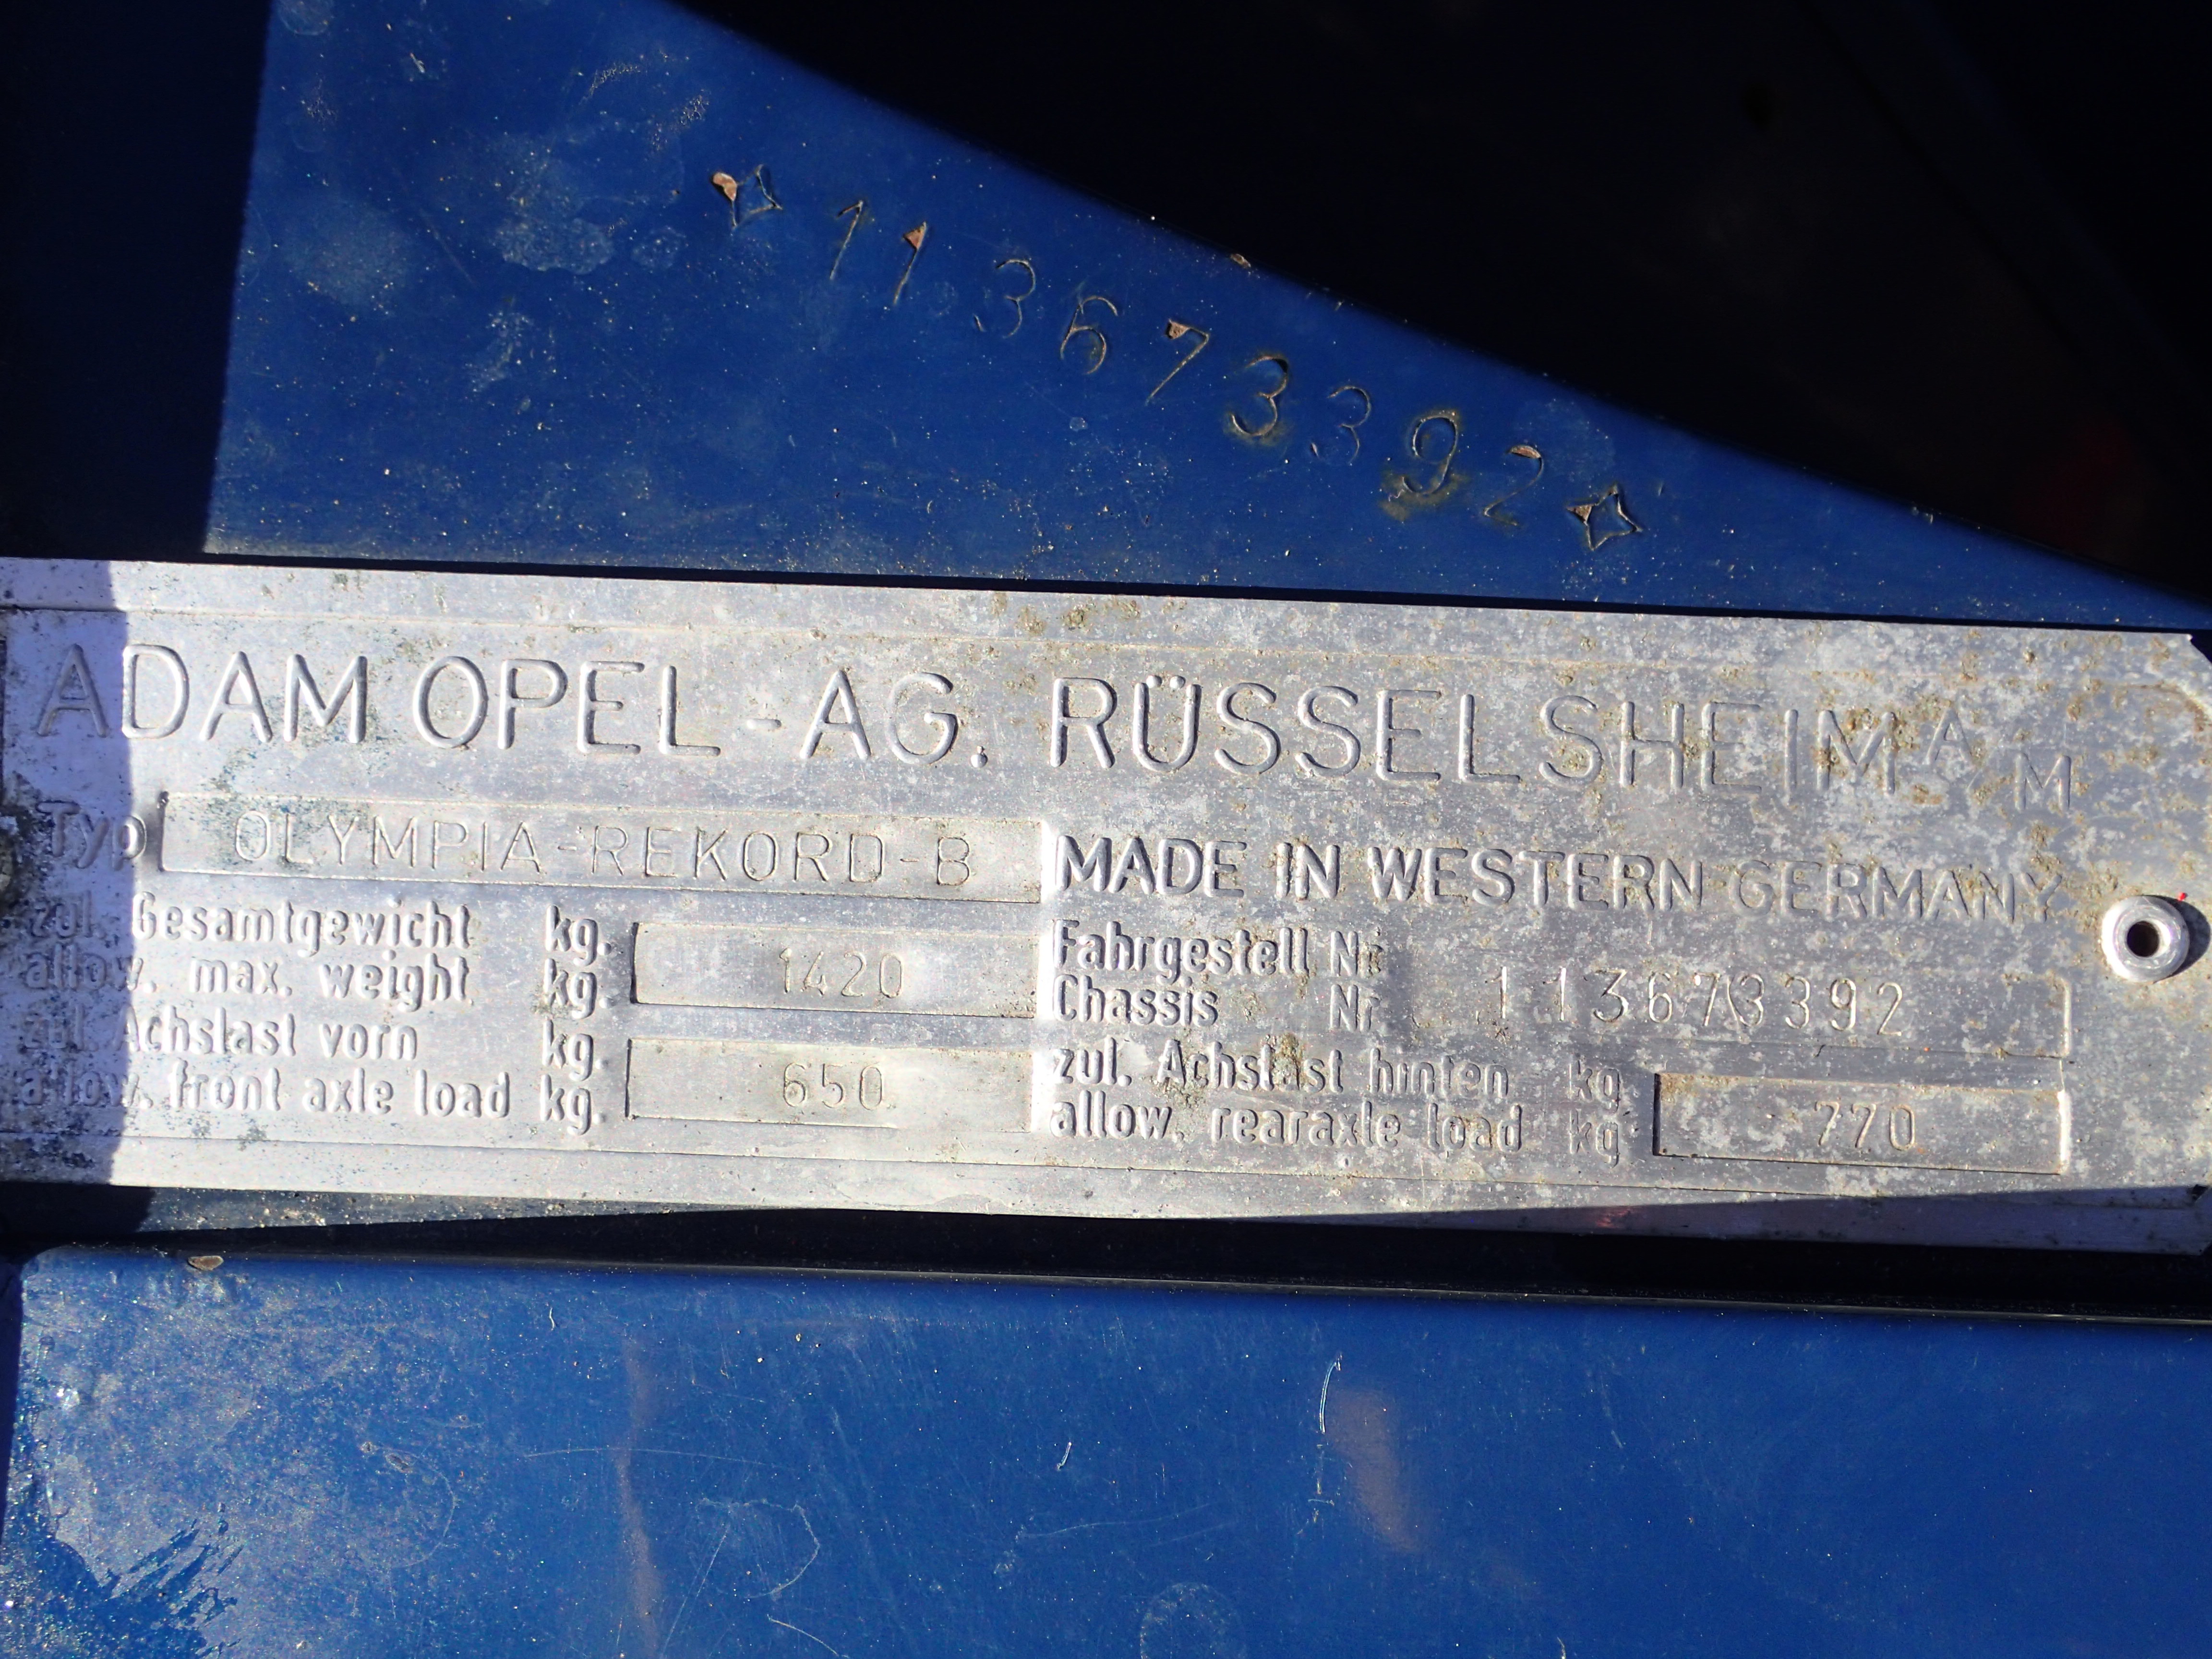 113673392
ADAM OPEL-AG. RÜSSELSHEIM A/M
Typ OLYMPIA-REKORD-B
MADE IN WESTERN GERMANY
zul. Gesamtgewicht kg.
allow. max. weight kg.
1420
Fahrgestell Nr.
Chassis Nr.
113673392
zul. Achslast vorn kg.
allow. front axle load kg.
650
zul. Achslast hinten kg
allow. rearaxle load kg
770